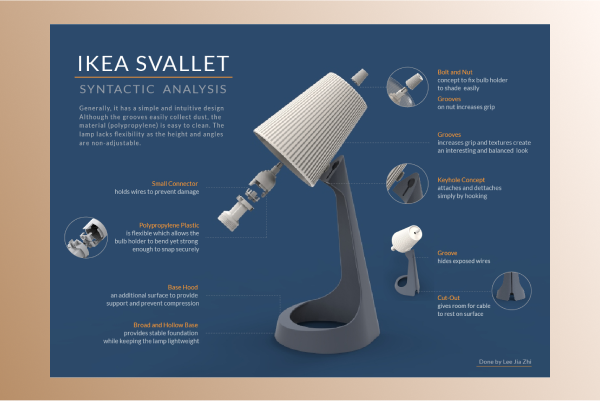 IKEA SVALLET
SYNTACTIC ANALYSIS
Generally, it has a simple and intuitive design
Although the grooves easily collect dust, the
material (polypropylene) is easy to clean. The
lamp lacks flexibility as the height and angles
are non-adjustable.
Small Connector
holds wires to prevent damage
Polypropylene Plastic
is flexible which allows the
bulb holder to bend yet strong
enough to snap securely
Base Hood
an additional surface to provide
support and prevent compression
Broad and Hollow Base
provides stable foundation
while keeping the lamp lightweight
Bolt and Nut
concept to fix bulb holder
to shade easily
Grooves
on nut increases grip
Grooves
increases grip and textures create
an interesting and balanced look
Keyhole Concept
attaches and dettaches
simply by hooking
Groove
hides exposed wires
Cut-Out
gives room for cable
to rest on surface
Done by Lee Jia Zhi